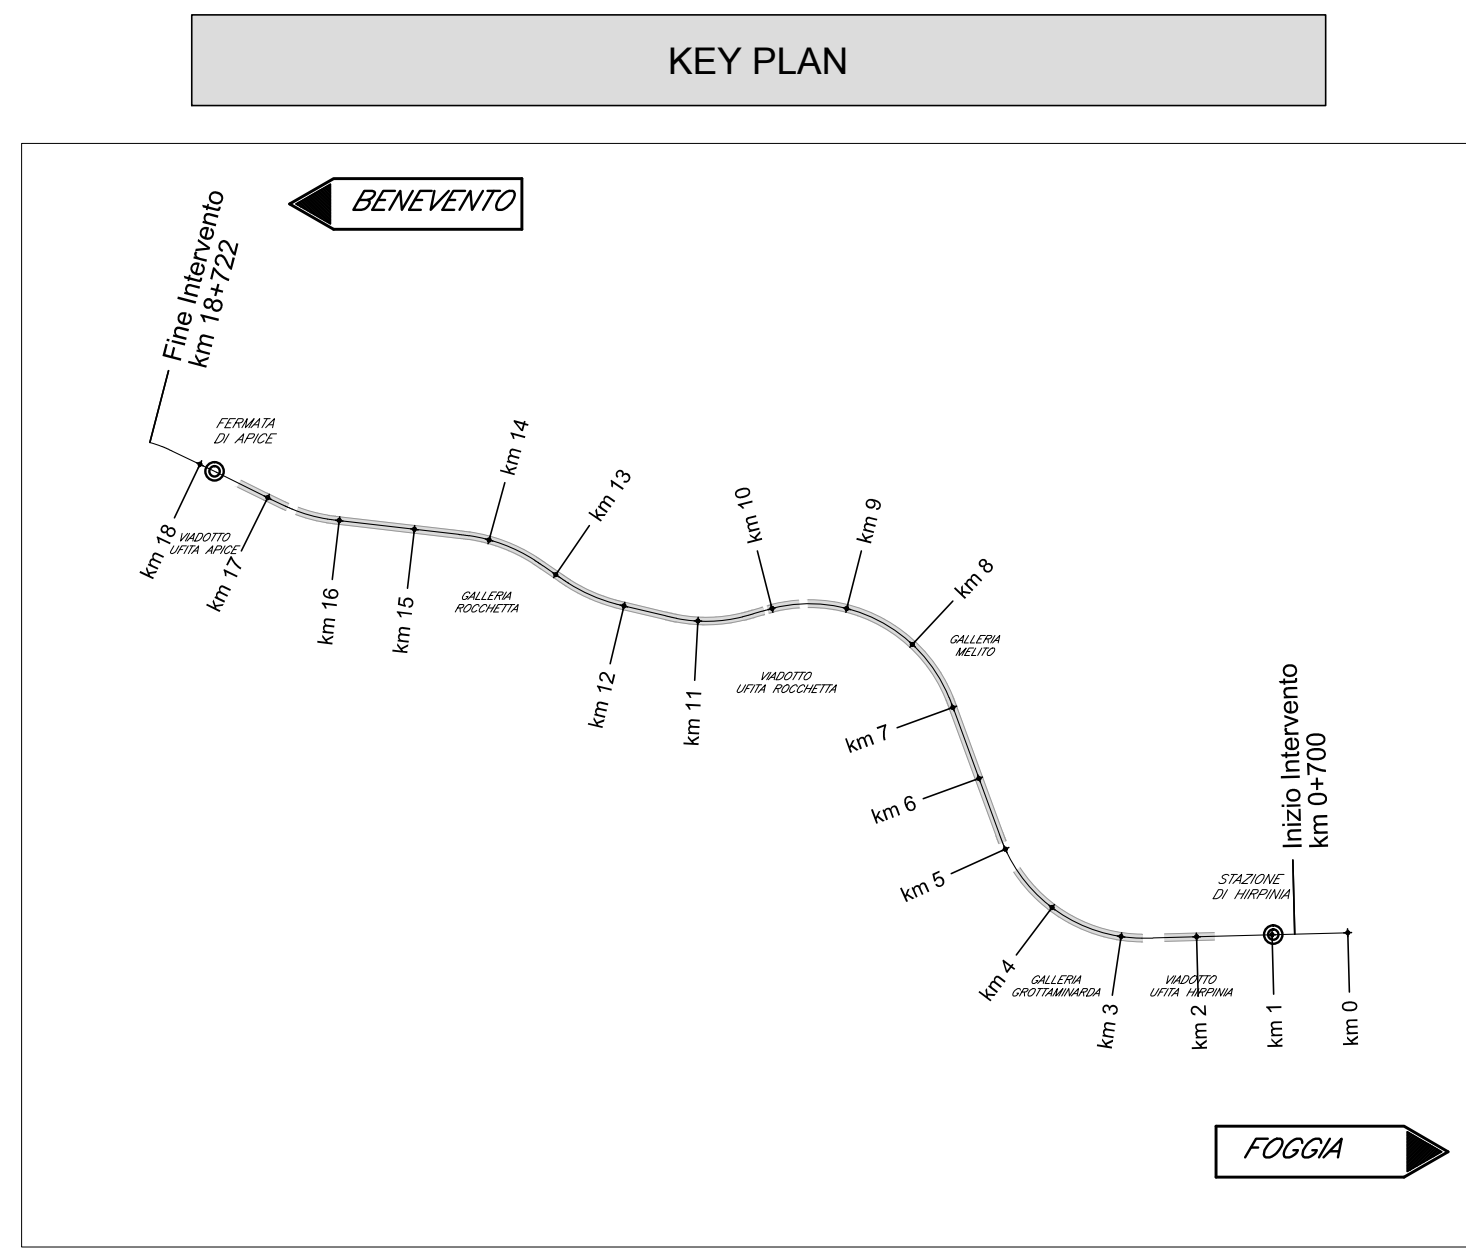 KEY PLAN
BENEVENTO
Fine Intervento
km 18+722
FERMATA
DI APICE
km 18
VIADOTTO
UFITA APICE
km 17
km 16
km 15
km 14
GALLERIA
ROCCHETTA
km 13
km 12
km 11
km 10
VIADOTTO
UFITA ROCCHETTA
km 9
km 8
GALLERIA
MELITO
km 7
km 6
km 5
Inizio Intervento
km 0+700
STAZIONE
DI HIRPINIA
km 4
GALLERIA
GROTTAMINARDA
km 3
VIADOTTO
UFITA HIRPINIA
km 2
km 1
km 0
FOGGIA